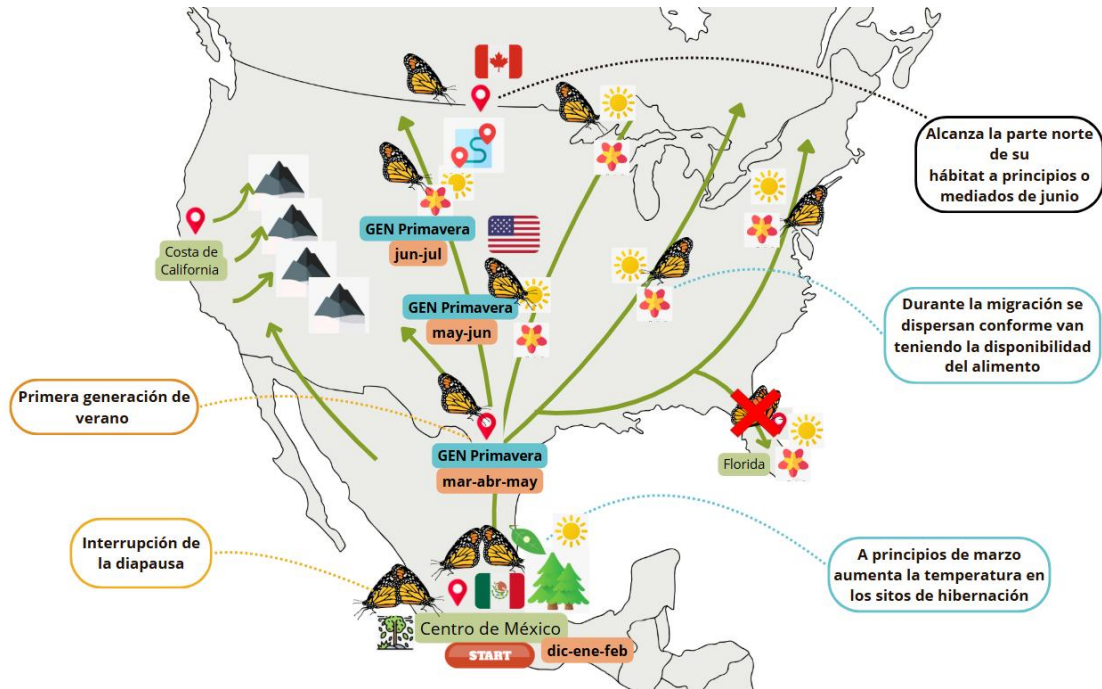 Alcanza la parte norte
de su
hábitat a principios o
mediados de junio
GEN Primavera
jun-jul
Costa de
California
GEN Primavera
may-jun
Durante la migración se
dispersan conforme van
teniendo la disponibilidad
del alimento
Primera generación de
verano
GEN Primavera
mar-abr-may
Florida
Interrupción de
la diapausa
A principios de marzo
aumenta la temperatura en
los sitos de hibernación
Centro de México
START
dic-ene-feb